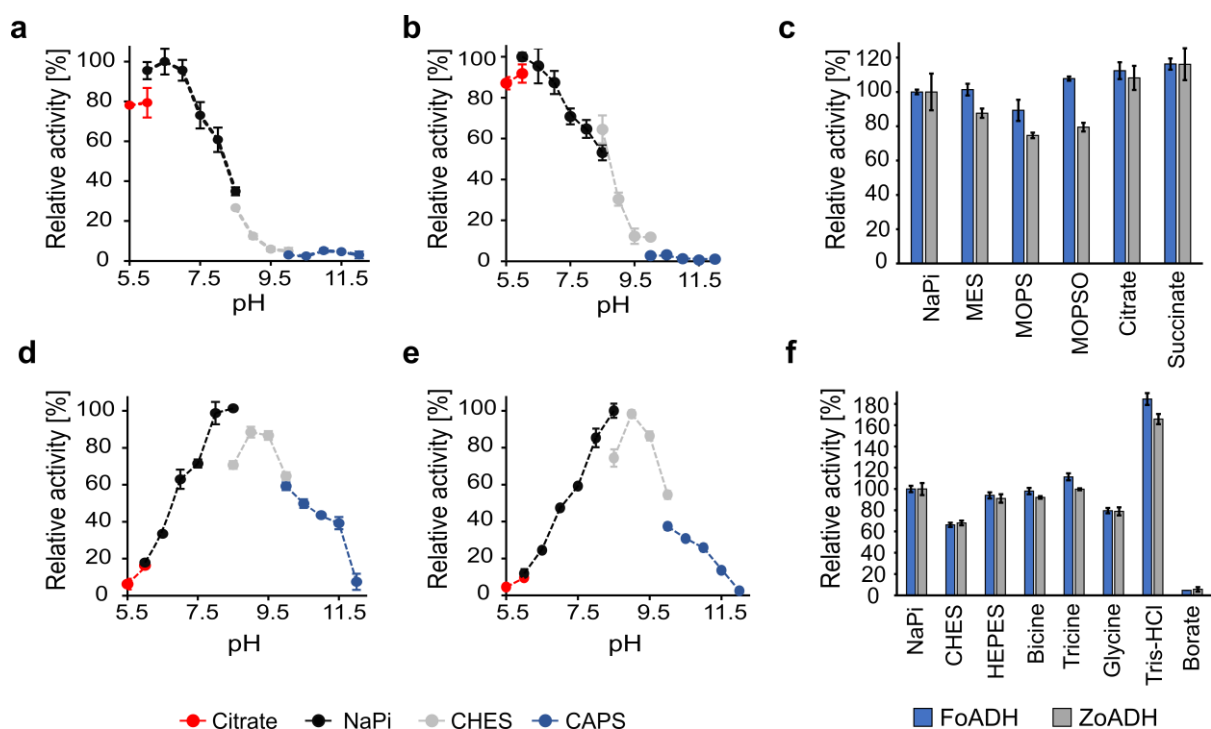 a
Relative activity [%]
100
80
60
40
20
0
5.5 7.5 9.5 11.5
pH
b
Relative activity [%]
100
80
60
40
20
0
5.5 7.5 9.5 11.5
pH
c
Relative activity [%]
120
100
80
60
40
20
0
NaPi
MES
MOPS
MOPSO
Citrate
Succinate
d
Relative activity [%]
100
80
60
40
20
0
5.5 7.5 9.5 11.5
pH
e
Relative activity [%]
100
80
60
40
20
0
5.5 7.5 9.5 11.5
pH
f
Relative activity [%]
180
160
140
120
100
80
60
40
20
0
NaPi
CHES
HEPES
Bicine
Tricine
Glycine
Tris-HCl
Borate
Citrate NaPi CHES CAPS
FoADH ZoADH